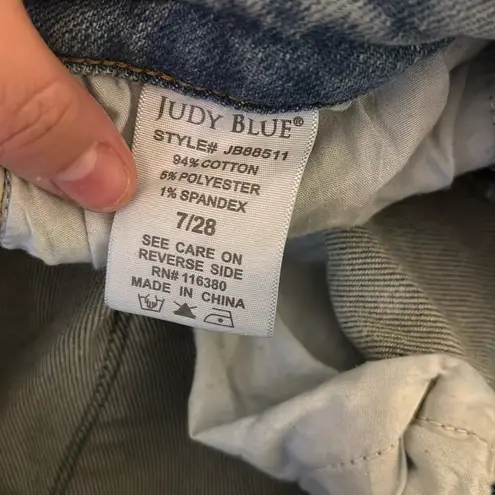 JUDY BLUE®
STYLE# JB88511
94% COTTON
5% POLYESTER
1% SPANDEX
7/28
SEE CARE ON
REVERSE SIDE
RN# 116380
MADE IN CHINA